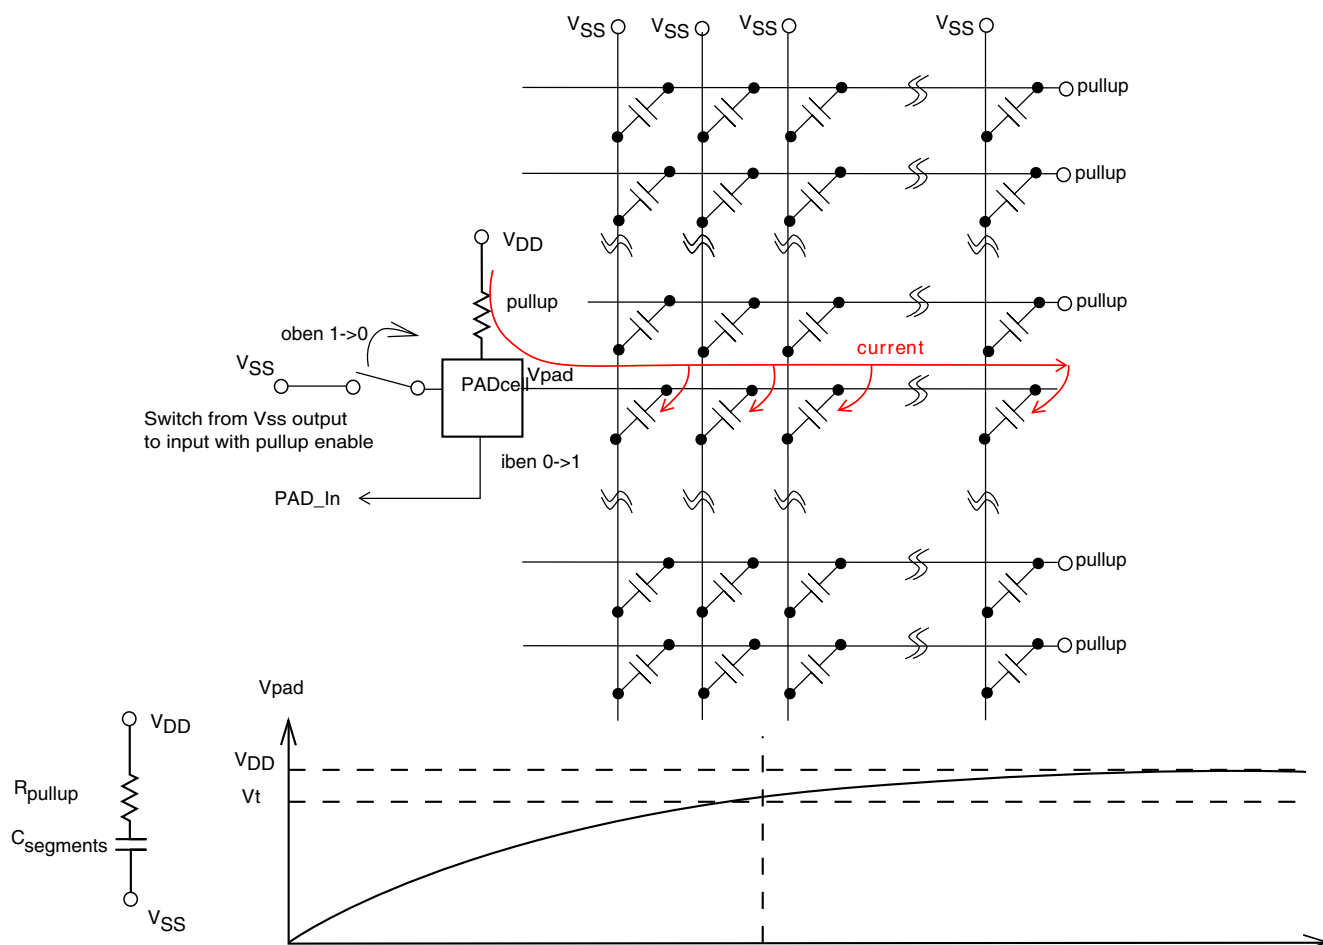 VSS VSS VSS VSS
pullup
pullup
VDD
pullup
pullup
oben 1->0
current
VSS
PADcell
Vpad
Switch from Vss output
to input with pullup enable
iben 0->1
PAD_In
pullup
pullup
Vpad
VDD
VDD
Rpullup
Vt
Csegments
VSS